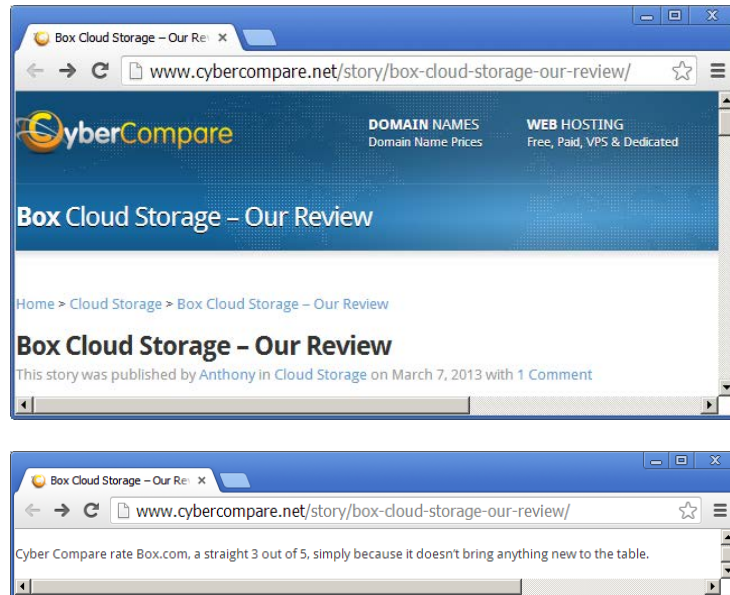 Box Cloud Storage – Our Re
www.cybercompare.net/story/box-cloud-storage-our-review/
CyberCompare
DOMAIN NAMES
Domain Name Prices
WEB HOSTING
Free, Paid, VPS & Dedicated
Box Cloud Storage – Our Review
Home > Cloud Storage > Box Cloud Storage – Our Review
Box Cloud Storage – Our Review
This story was published by Anthony in Cloud Storage on March 7, 2013 with 1 Comment
Box Cloud Storage – Our Re
www.cybercompare.net/story/box-cloud-storage-our-review/
Cyber Compare rate Box.com, a straight 3 out of 5, simply because it doesn't bring anything new to the table.